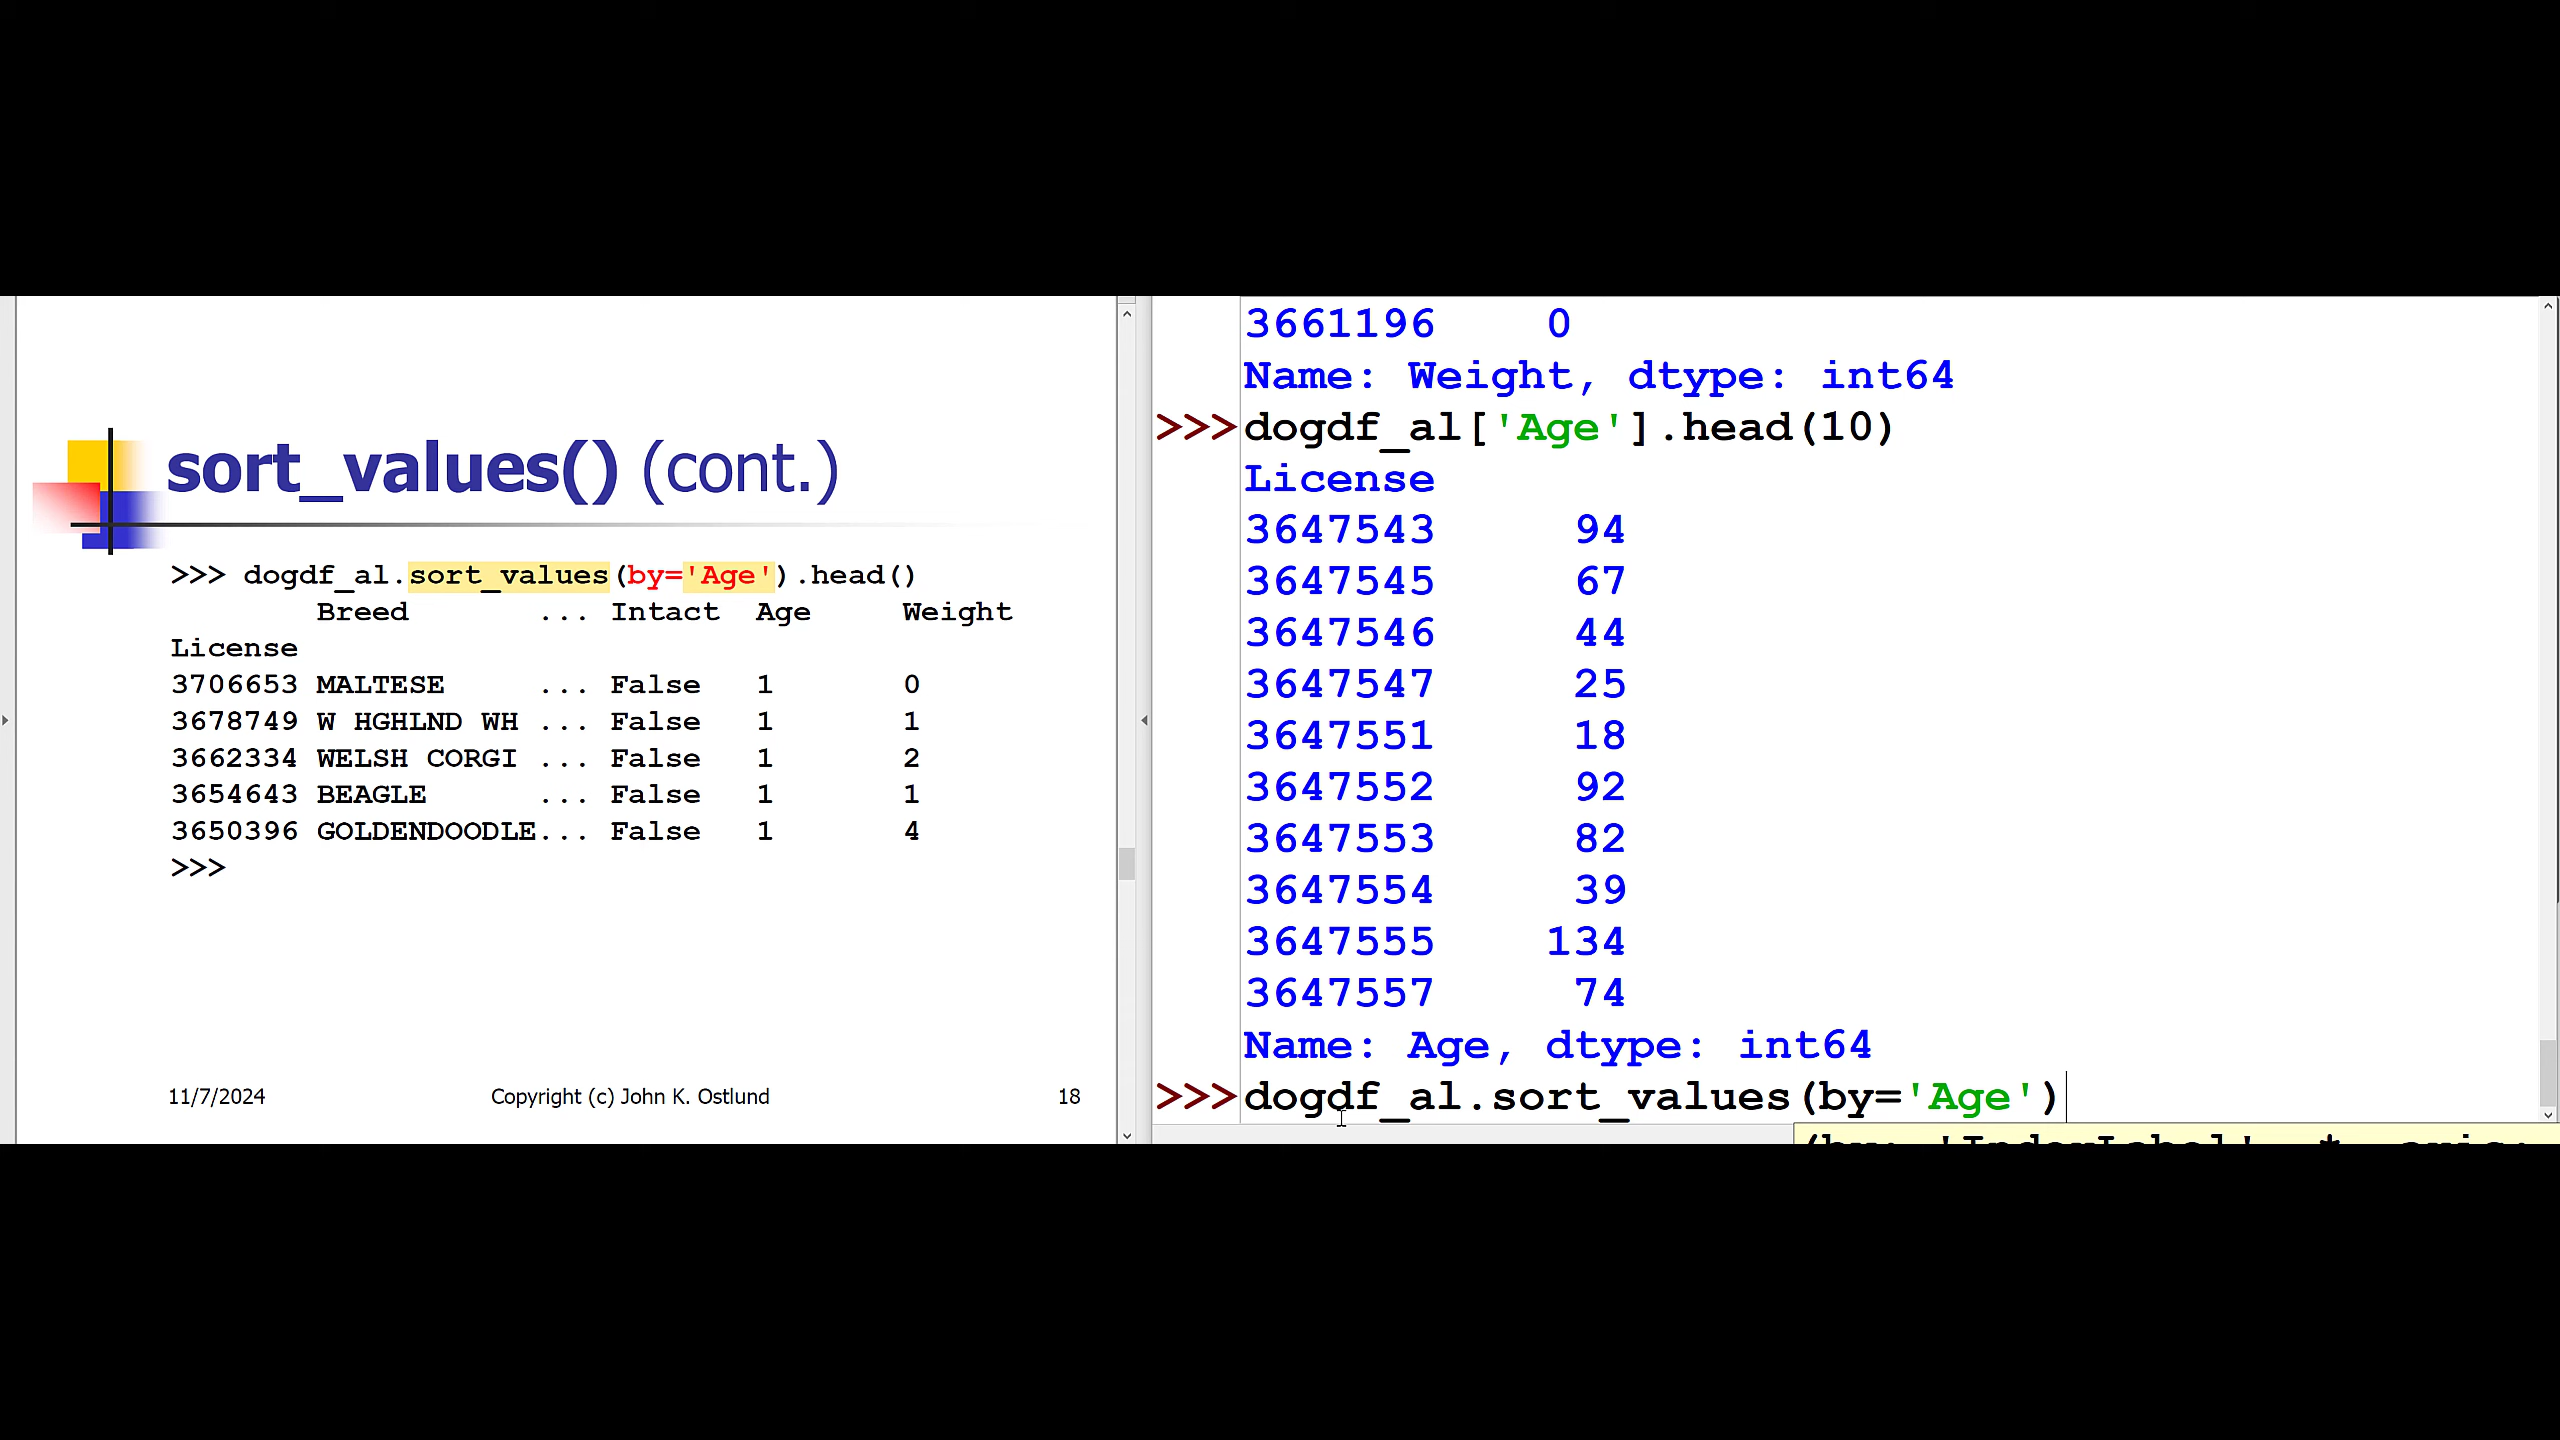 sort_values() (cont.)
>>> dogdf_al.sort_values(by='Age').head()
Breed ... Intact Age Weight
License
3706653 MALTESE ... False 1 0
3678749 W HGHLND WH ... False 1 1
3662334 WELSH CORGI ... False 1 2
3654643 BEAGLE ... False 1 1
3650396 GOLDENDOODLE... False 1 4
>>>
11/7/2024 Copyright (c) John K. Ostlund 18
3661196 0
Name: Weight, dtype: int64
>>> dogdf_al['Age'].head(10)
License
3647543 94
3647545 67
3647546 44
3647547 25
3647551 18
3647552 92
3647553 82
3647554 39
3647555 134
3647557 74
Name: Age, dtype: int64
>>> dogdf_al.sort_values(by='Age')
(by: 'IndexLabel', *, axis: